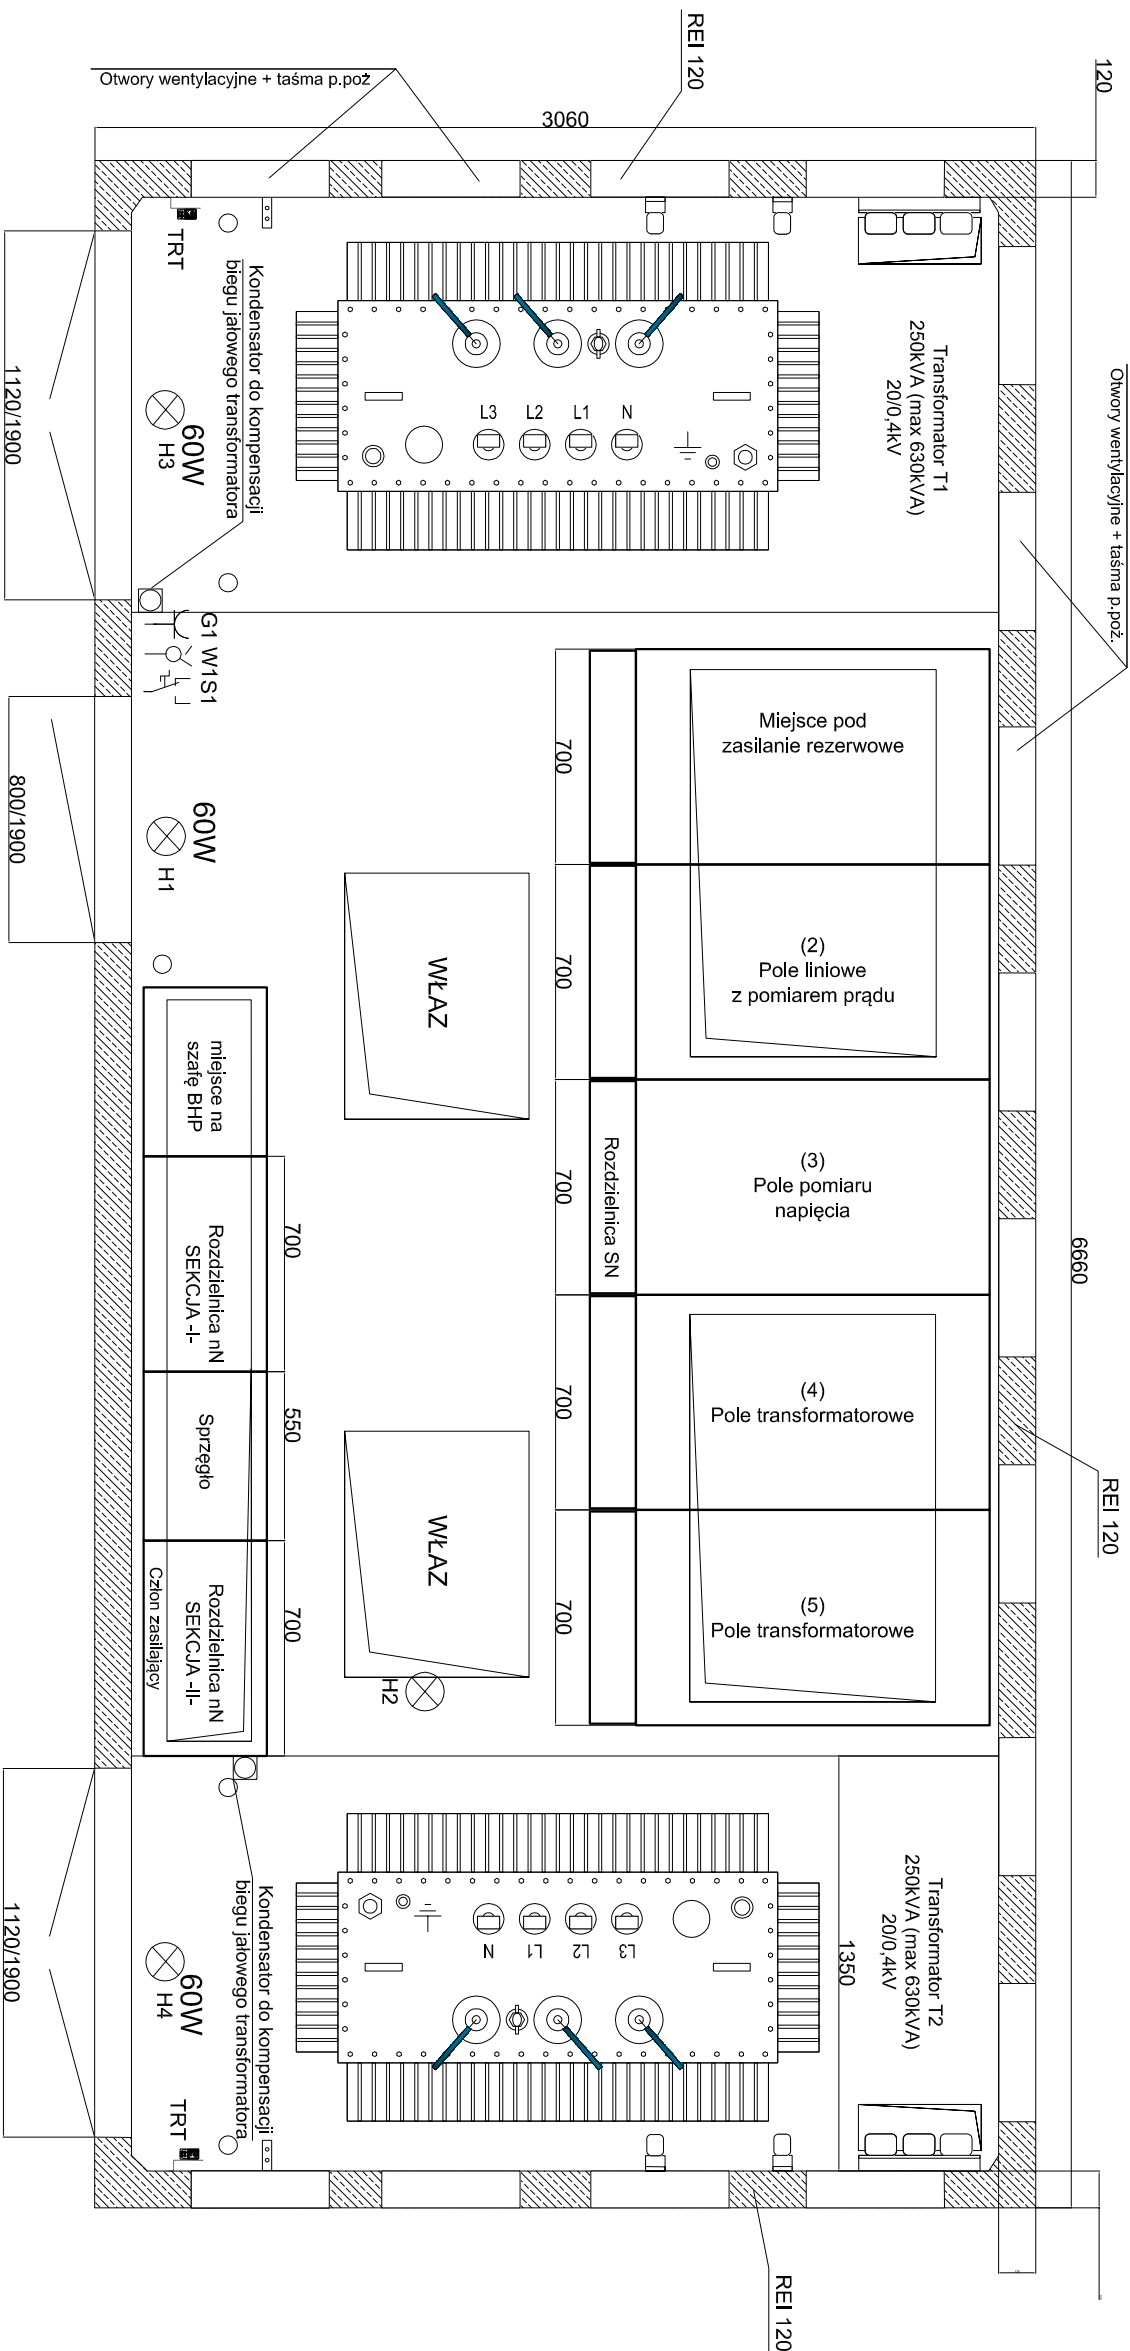 REI 120
120
Otwory wentylacyjne + taśma p.poż
3060
Otwory wentylacyjne + taśma p.poż.
TRT
Kondensator do kompensacji
biegu jałowego transformatora
60W
H3
1120/1900
L3 L2 L1 N
Transformator T1
250kVA (max 630kVA)
20/0,4kV
G1 W1S1
800/1900
60W
H1
700
Miejsce pod
zasilanie rezerwowe
700
(2)
Pole liniowe
z pomiarem prądu
WŁAZ
700
Rozdzielnica SN
(3)
Pole pomiaru
napięcia
6660
miejsce na
szafę BHP
Rozdzielnica nN
SEKCJA -I-
700
Sprzęgło
550
700
(4)
Pole transformatorowe
REI 120
WŁAZ
H2
700
(5)
Pole transformatorowe
Rozdzielnica nN
SEKCJA -II-
Człon zasilający
700
Kondensator do kompensacji
biegu jałowego transformatora
60W
H4
1120/1900
TRT
N L1 L2 L3
1350
Transformator T2
250kVA (max 630kVA)
20/0,4kV
REI 120